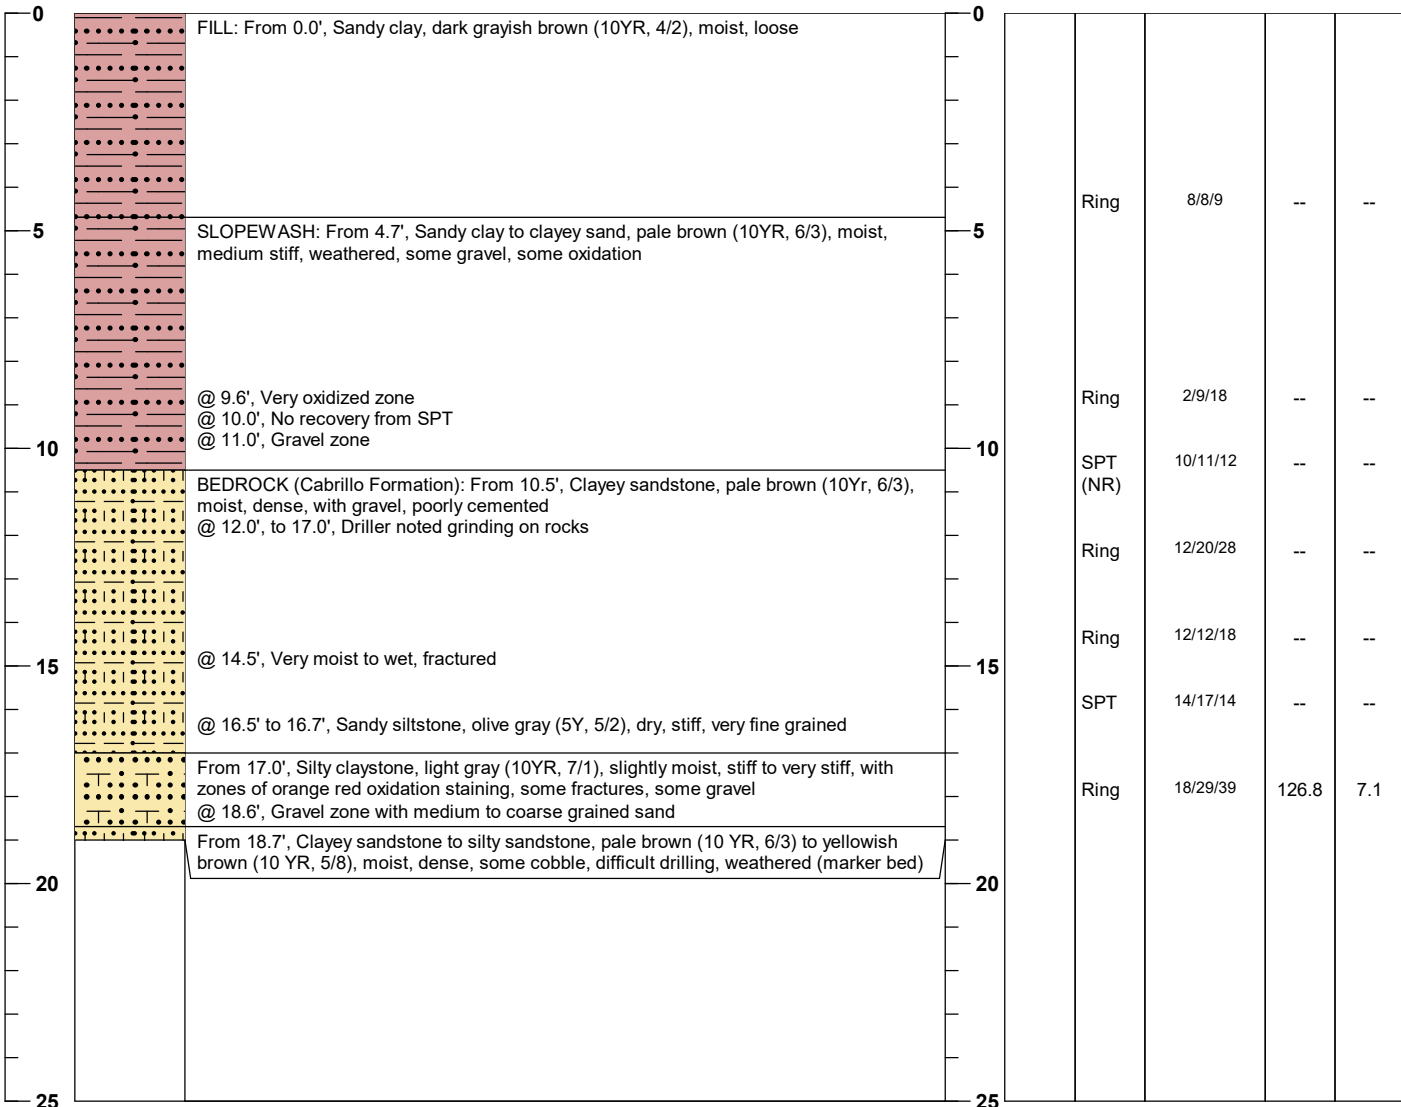 0
0
FILL: From 0.0', Sandy clay, dark grayish brown (10YR, 4/2), moist, loose
Ring 8/8/9 -- --
5
5
SLOPEWASH: From 4.7', Sandy clay to clayey sand, pale brown (10YR, 6/3), moist,
medium stiff, weathered, some gravel, some oxidation
@ 9.6', Very oxidized zone
Ring 2/9/18 -- --
@ 10.0', No recovery from SPT
@ 11.0', Gravel zone
10
10
SPT 10/11/12 -- --
(NR)
BEDROCK (Cabrillo Formation): From 10.5', Clayey sandstone, pale brown (10Yr, 6/3),
moist, dense, with gravel, poorly cemented
@ 12.0', to 17.0', Driller noted grinding on rocks
Ring 12/20/28 -- --
Ring 12/12/18 -- --
@ 14.5', Very moist to wet, fractured
15
15
SPT 14/17/14 -- --
@ 16.5' to 16.7', Sandy siltstone, olive gray (5Y, 5/2), dry, stiff, very fine grained
From 17.0', Silty claystone, light gray (10YR, 7/1), slightly moist, stiff to very stiff, with
zones of orange red oxidation staining, some fractures, some gravel
Ring 18/29/39 126.8 7.1
@ 18.6', Gravel zone with medium to coarse grained sand
From 18.7', Clayey sandstone to silty sandstone, pale brown (10 YR, 6/3) to yellowish
brown (10 YR, 5/8), moist, dense, some cobble, difficult drilling, weathered (marker bed)
20
20
25
25